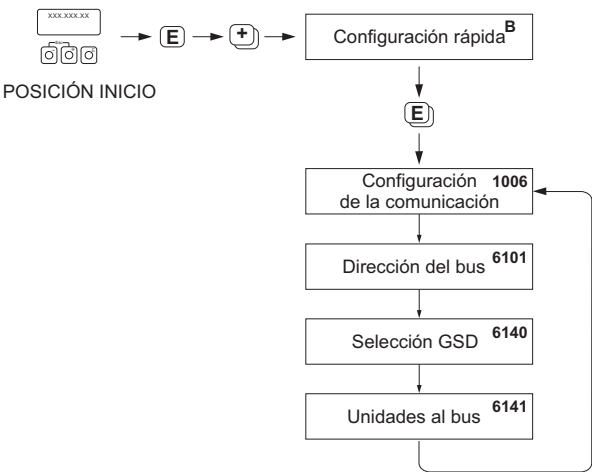 xxx.xxx.xx
Esc
E
+
Configuración rápida B
POSICIÓN INICIO
E
Configuración 1006
de la comunicación
Dirección del bus 6101
Selección GSD 6140
Unidades al bus 6141